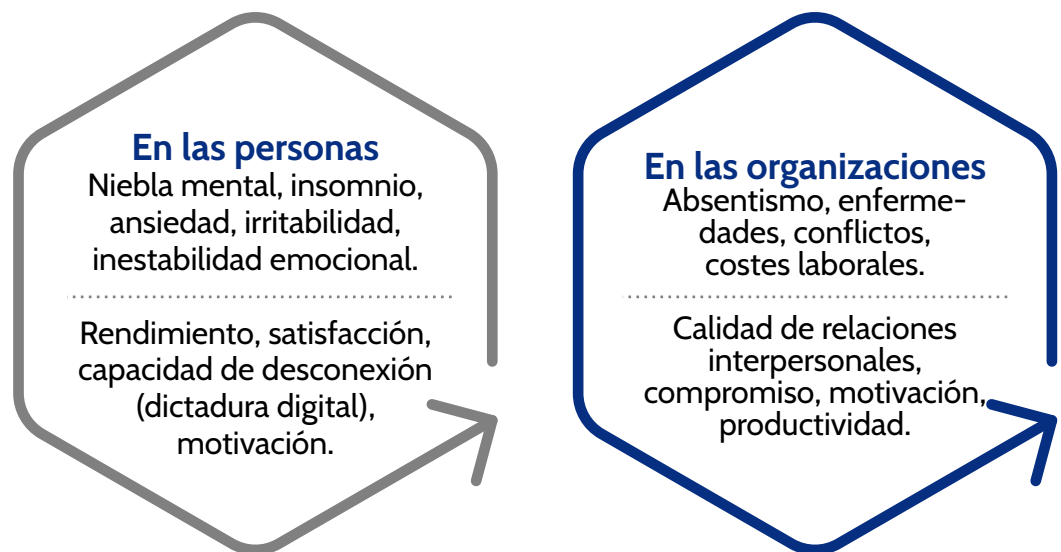 En las personas
Niebla mental, insomnio,
ansiedad, irritabilidad,
inestabilidad emocional.
Rendimiento, satisfacción,
capacidad de desconexión
(dictadura digital),
motivación.
En las organizaciones
Absentismo, enferme-
dades, conflictos,
costes laborales.
Calidad de relaciones
interpersonales,
compromiso, motivación,
productividad.